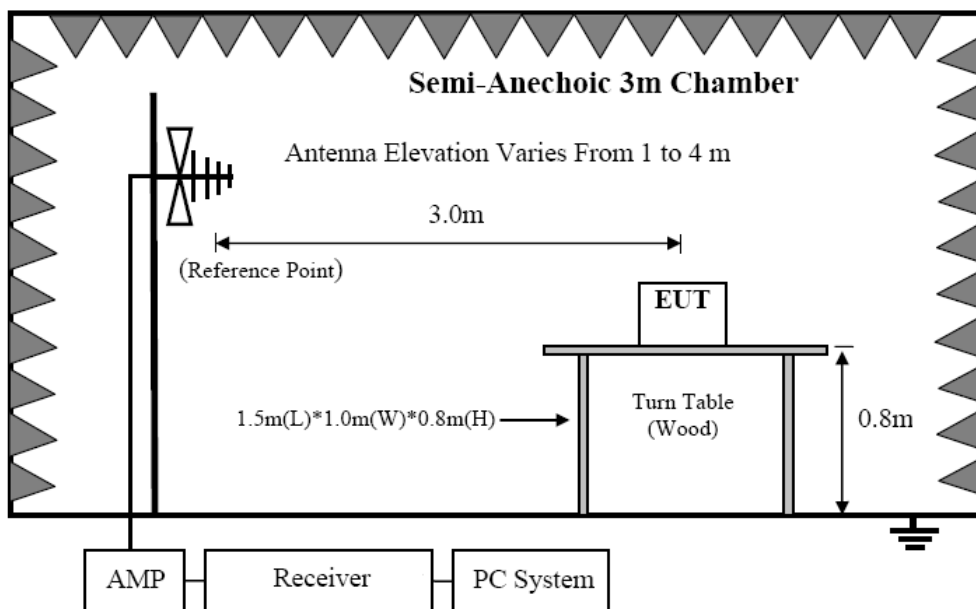 Semi-Anechoic 3m Chamber
Antenna Elevation Varies From 1 to 4 m
3.0m
(Reference Point)
EUT
1.5m(L)*1.0m(W)*0.8m(H)
Turn Table
(Wood)
0.8m
AMP
Receiver
PC System